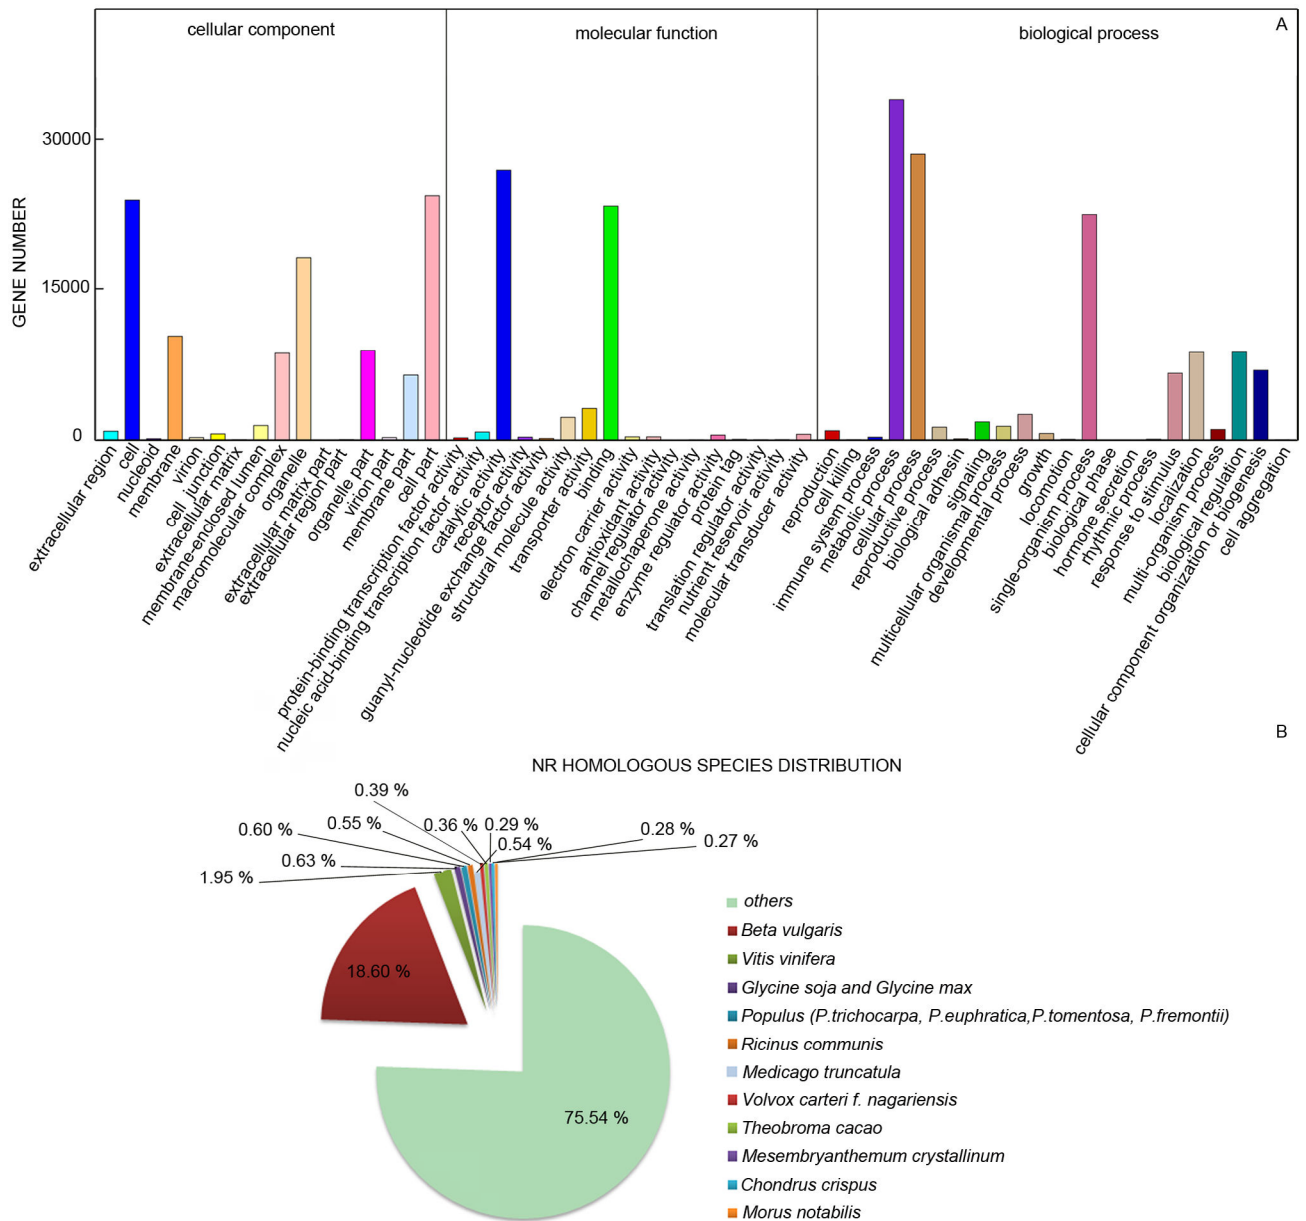 cellular component
molecular function
biological process
A
GENE NUMBER
30000
15000
0
extracellular region
cell
nucleoid
membrane
virion
cell junction
extracellular matrix
membrane-enclosed lumen
macromolecular complex
organelle
extracellular matrix part
extracellular region part
organelle part
virion part
membrane part
cell part
protein-binding transcription factor activity
nucleic acid-binding transcription factor activity
catalytic activity
receptor activity
guanyl-nucleotide exchange factor activity
structural molecule activity
transporter activity
binding
electron carrier activity
antioxidant activity
channel regulator activity
metallochaperone activity
enzyme regulator activity
protein tag
translation regulator activity
nutrient reservoir activity
molecular transducer activity
reproduction
cell killing
immune system process
metabolic process
cellular process
reproductive process
biological adhesin
signaling
multicellular organismal process
developmental process
growth
locomotion
single-organism process
biological phase
hormone secretion
rhythmic process
response to stimulus
localization
multi-organism process
biological regulation
cellular component organization or biogenesis
cell aggregation
B
NR HOMOLOGOUS SPECIES DISTRIBUTION
0.39 %
0.55 %
0.36 %
0.29 %
0.28 %
0.60 %
0.54 %
0.27 %
0.63 %
1.95 %
18.60 %
75.54 %
others
Beta vulgaris
Vitis vinifera
Glycine soja and Glycine max
Populus (P.trichocarpa, P.euphratica,P.tomentosa, P.fremontii)
Ricinus communis
Medicago truncatula
Volvox carteri f. nagariensis
Theobroma cacao
Mesembryanthemum crystallinum
Chondrus crispus
Morus notabilis